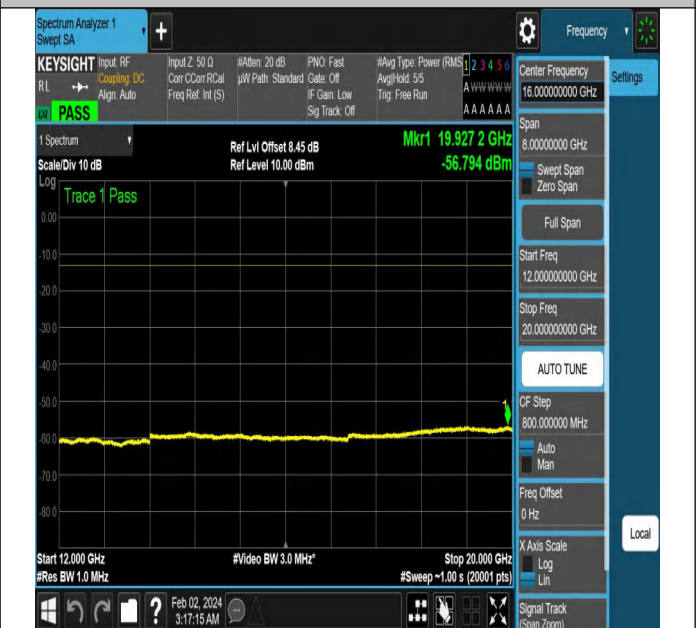 Spectrum Analyzer 1
Swept SA
+
Frequency
KEYSIGHT
Input: RF
Coupling: DC
Align: Auto
Input Z: 50 Ω
Corr CCorr RCal
Freq Ref: Int (S)
#Atten: 20 dB
µW Path: Standard
PNO: Fast
Gate: Off
IF Gain: Low
Sig Track: Off
#Avg Type: Power (RMS
Avg|Hold: 5/5
Trig: Free Run
1 2 3 4 5 6
A W W W W W
A A A A A A
RL
PASS
Center Frequency
16.000000000 GHz
Settings
Span
8.00000000 GHz
Swept Span
Zero Span
Full Span
Start Freq
12.000000000 GHz
Stop Freq
20.000000000 GHz
AUTO TUNE
CF Step
800.000000 MHz
Auto
Man
Freq Offset
0 Hz
X Axis Scale
Log
Lin
Signal Track
(Span Zoom)
Local
1 Spectrum
Scale/Div 10 dB
Ref Lvl Offset 8.45 dB
Ref Level 10.00 dBm
Mkr1 19.927 2 GHz
-56.794 dBm
Log
Trace 1 Pass
0.00
-10.0
-20.0
-30.0
-40.0
-50.0
-60.0
-70.0
-80.0
1
Start 12.000 GHz
#Res BW 1.0 MHz
#Video BW 3.0 MHz*
Stop 20.000 GHz
#Sweep ~1.00 s (20001 pts)
?
Feb 02, 2024
3:17:15 AM